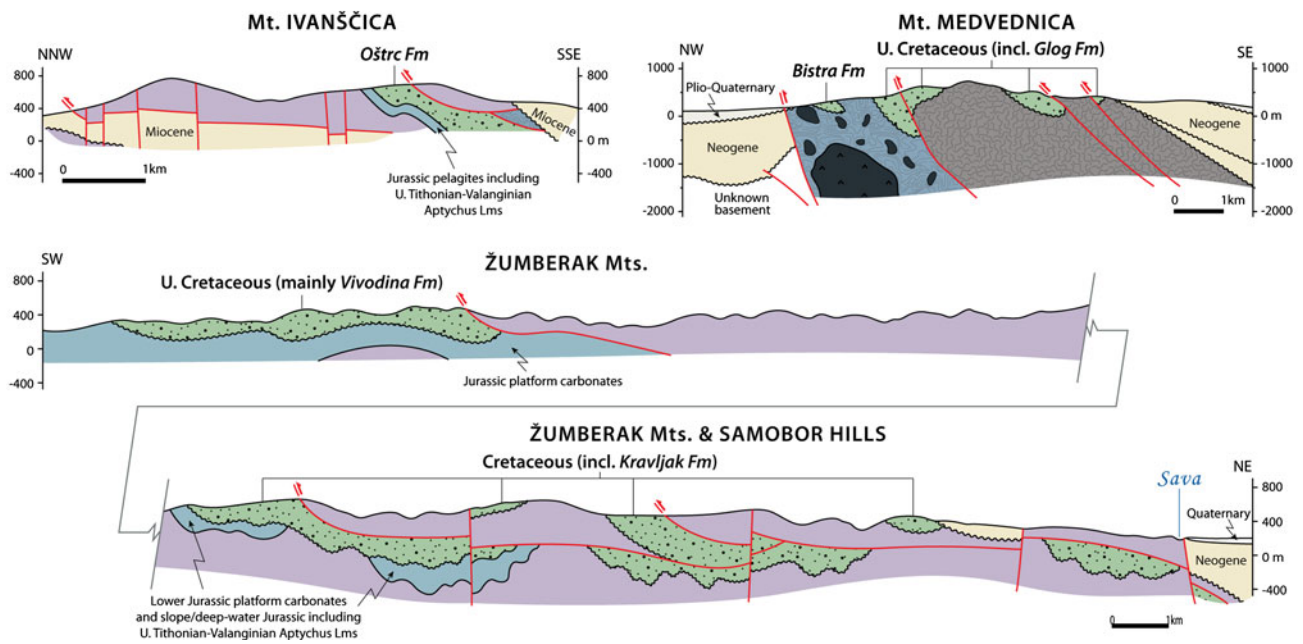 Mt. IVANŠČICA
NNW
Oštrc Fm
SSE
800
400
0
-400
Miocene
Miocene
800
400
0 m
-400
0 1km
Jurassic pelagites including
U. Tithonian-Valanginian
Aptychus Lms
Mt. MEDVEDNICA
U. Cretaceous (incl. Glog Fm)
NW
SE
Bistra Fm
1000
Plio-Quaternary
0
Neogene
-1000
Unknown
basement
-2000
1000
0 m
Neogene
-1000
0 1km
-2000
SW
ŽUMBERAK Mts.
U. Cretaceous (mainly Vivodina Fm)
800
400
0
-400
Jurassic platform carbonates
ŽUMBERAK Mts. & SAMOBOR HILLS
Cretaceous (incl. Kravljak Fm)
NE
Sava
800
Quaternary
400
0 m
Neogene
-400
Lower Jurassic platform carbonates
and slope/deep-water Jurassic including
U. Tithonian-Valanginian Aptychus Lms
0 1km